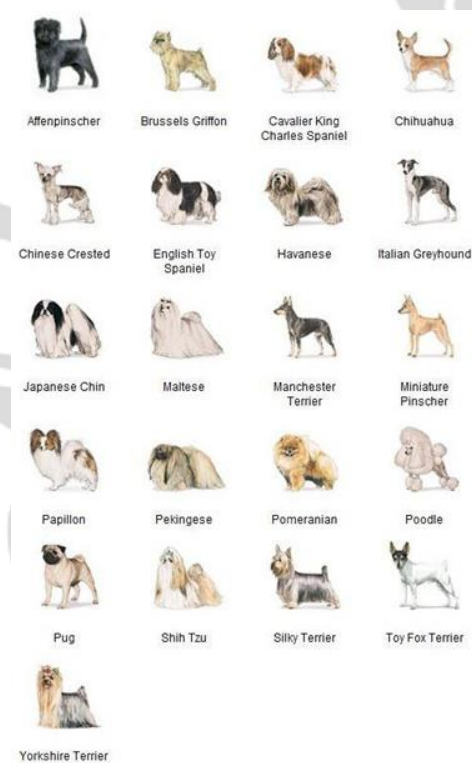 Affenpinscher
Brussels Griffon
Cavalier King
Charles Spaniel
Chihuahua
Chinese Crested
English Toy
Spaniel
Havanese
Italian Greyhound
Japanese Chin
Maltese
Manchester
Terrier
Miniature
Pinscher
Papillon
Pekingese
Pomeranian
Poodle
Pug
Shih Tzu
Silky Terrier
Toy Fox Terrier
Yorkshire Terrier